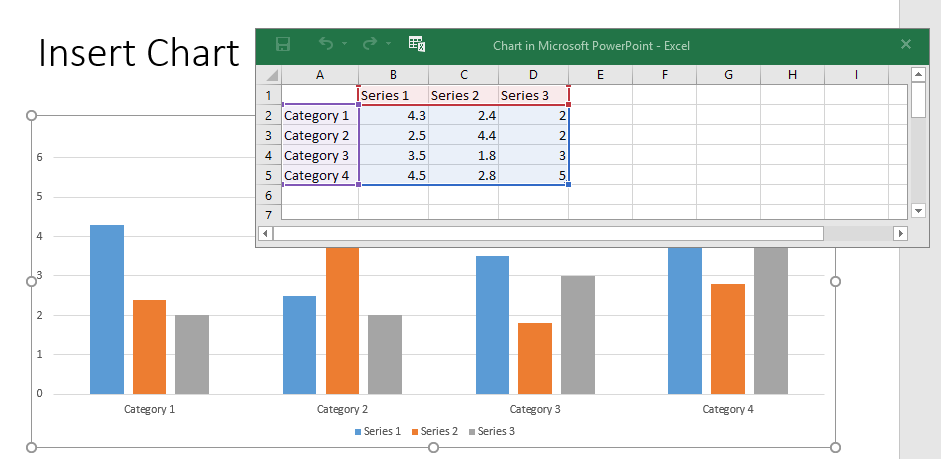 Insert Chart
Chart in Microsoft PowerPoint - Excel
A B C D E F G H I
1 Series 1 Series 2 Series 3
2 Category 1 4.3 2.4 2
3 Category 2 2.5 4.4 2
4 Category 3 3.5 1.8 3
5 Category 4 4.5 2.8 5
6
7
6
5
4
3
2
1
0
Category 1 Category 2 Category 3 Category 4
Series 1 Series 2 Series 3